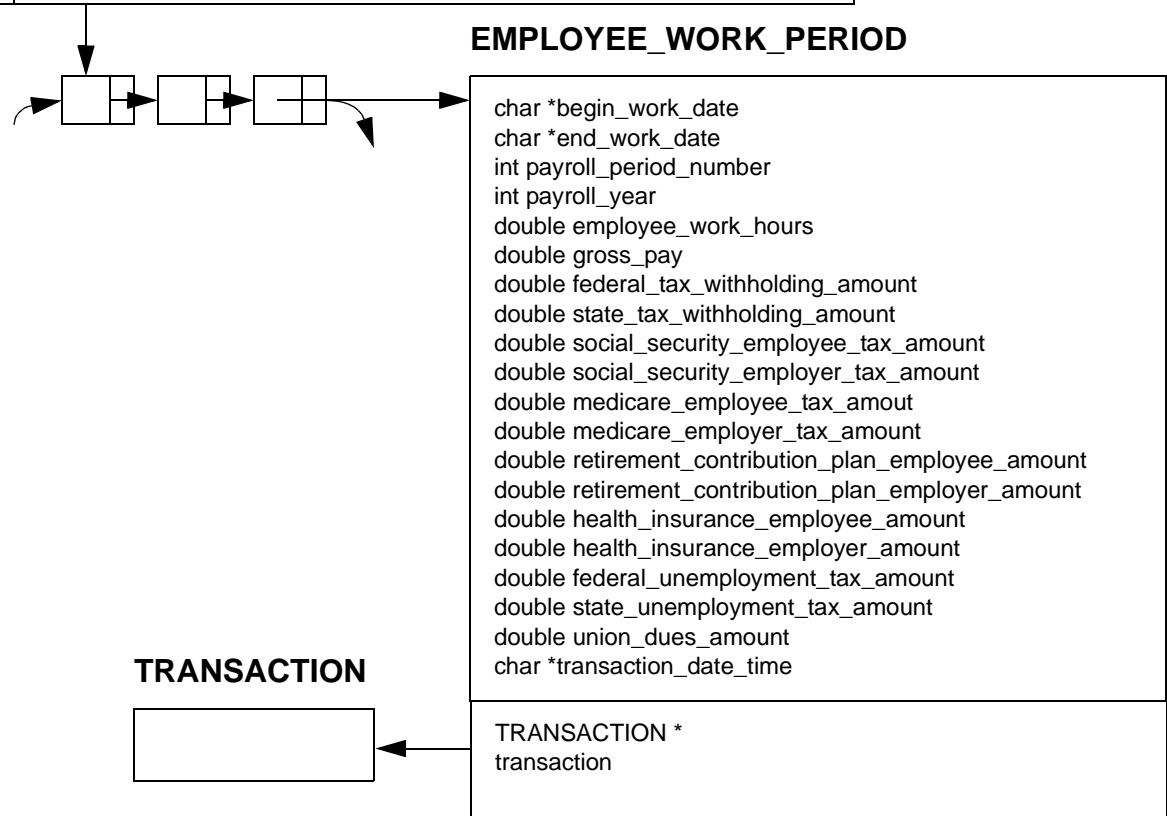 EMPLOYEE_WORK_PERIOD
char *begin_work_date
char *end_work_date
int payroll_period_number
int payroll_year
double employee_work_hours
double gross_pay
double federal_tax_withholding_amount
double state_tax_withholding_amount
double social_security_employee_tax_amount
double social_security_employer_tax_amount
double medicare_employee_tax_amout
double medicare_employer_tax_amount
double retirement_contribution_plan_employee_amount
double retirement_contribution_plan_employer_amount
double health_insurance_employee_amount
double health_insurance_employer_amount
double federal_unemployment_tax_amount
double state_unemployment_tax_amount
double union_dues_amount
char *transaction_date_time
TRANSACTION
TRANSACTION *
transaction